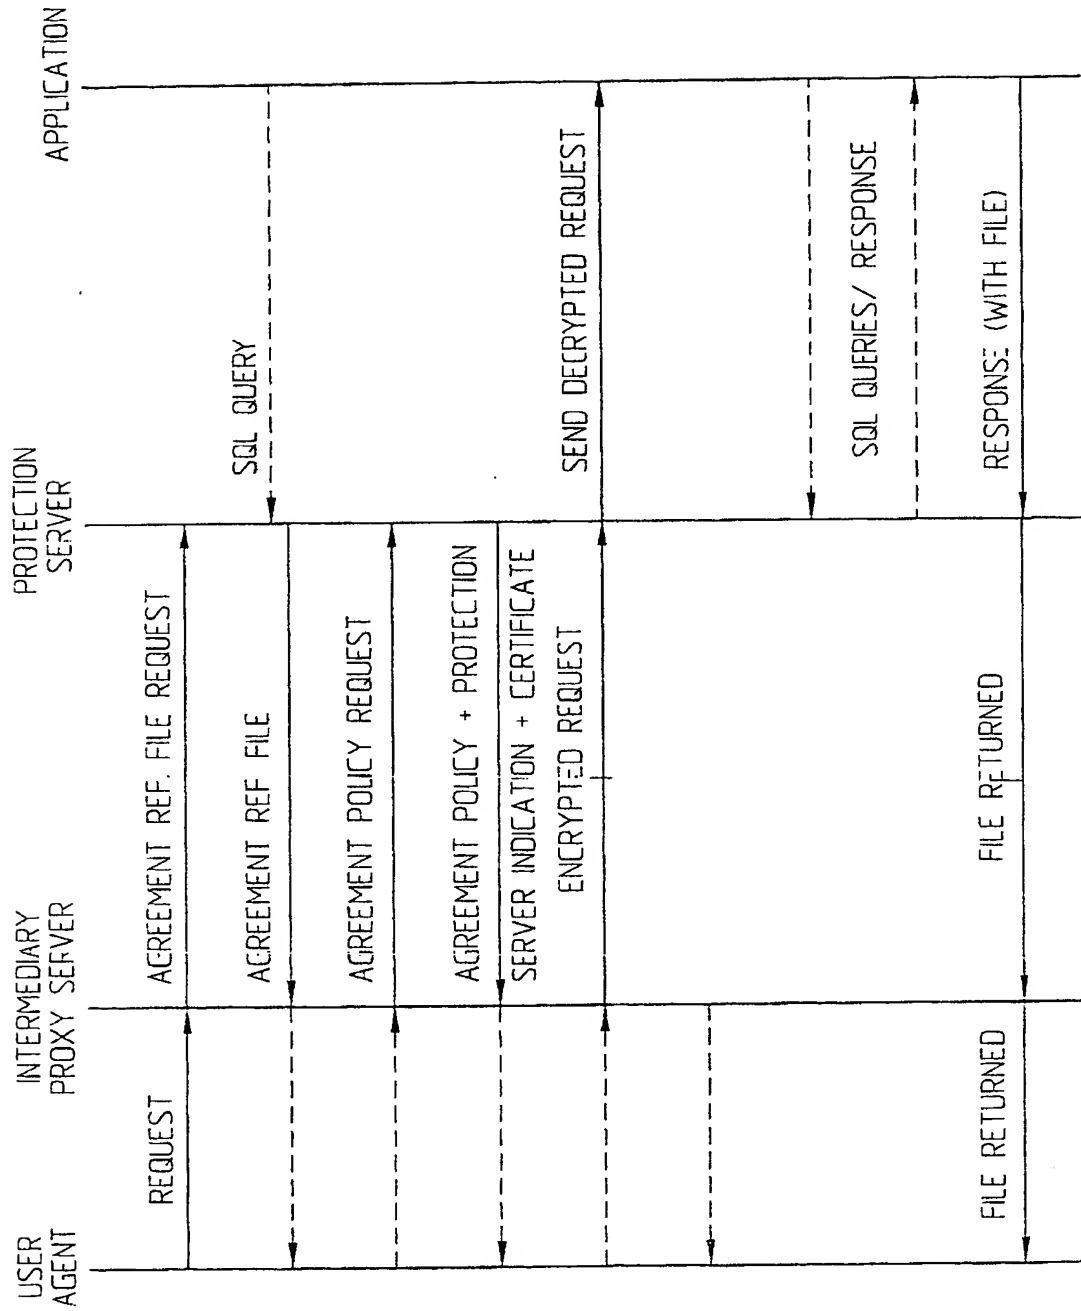 USER
AGENT
INTERMEDIARY
PROXY SERVER
PROTECTION
SERVER
APPLICATION
REQUEST
AGREEMENT REF. FILE REQUEST
SQL QUERY
AGREEMENT REF FILE
AGREEMENT POLICY REQUEST
AGREEMENT POLICY + PROTECTION
SERVER INDICATION + CERTIFICATE
ENCRYPTED REQUEST
SEND DECRYPTED REQUEST
SQL QUERIES/ RESPONSE
RESPONSE (WITH FILE)
FILE RETURNED
FILE RETURNED